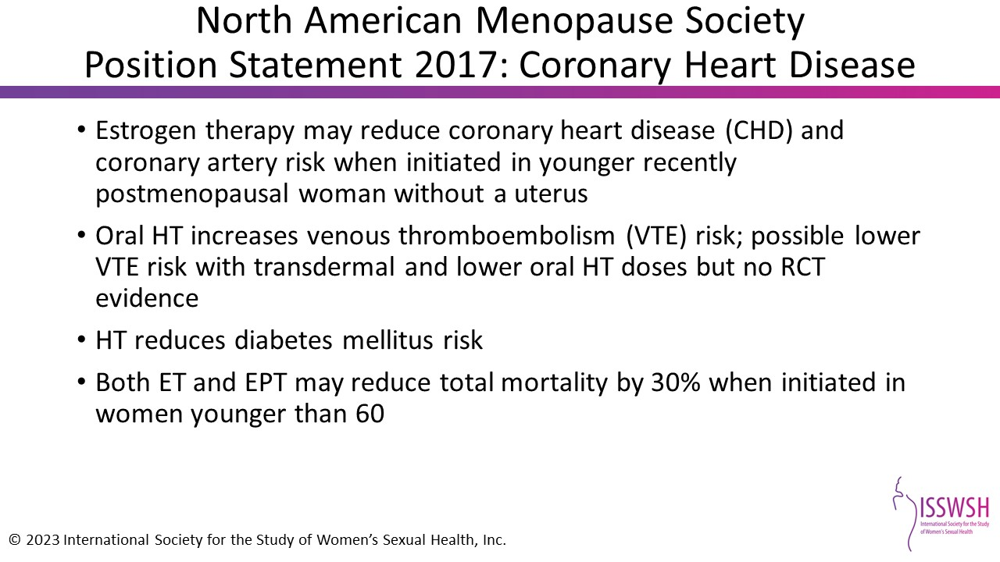 North American Menopause Society
Position Statement 2017: Coronary Heart Disease
• Estrogen therapy may reduce coronary heart disease (CHD) and
coronary artery risk when initiated in younger recently
postmenopausal woman without a uterus
• Oral HT increases venous thromboembolism (VTE) risk; possible lower
VTE risk with transdermal and lower oral HT doses but no RCT
evidence
• HT reduces diabetes mellitus risk
• Both ET and EPT may reduce total mortality by 30% when initiated in
women younger than 60
ISSWSH
International Society for the Study
of Women's Sexual Health
© 2023 International Society for the Study of Women’s Sexual Health, Inc.